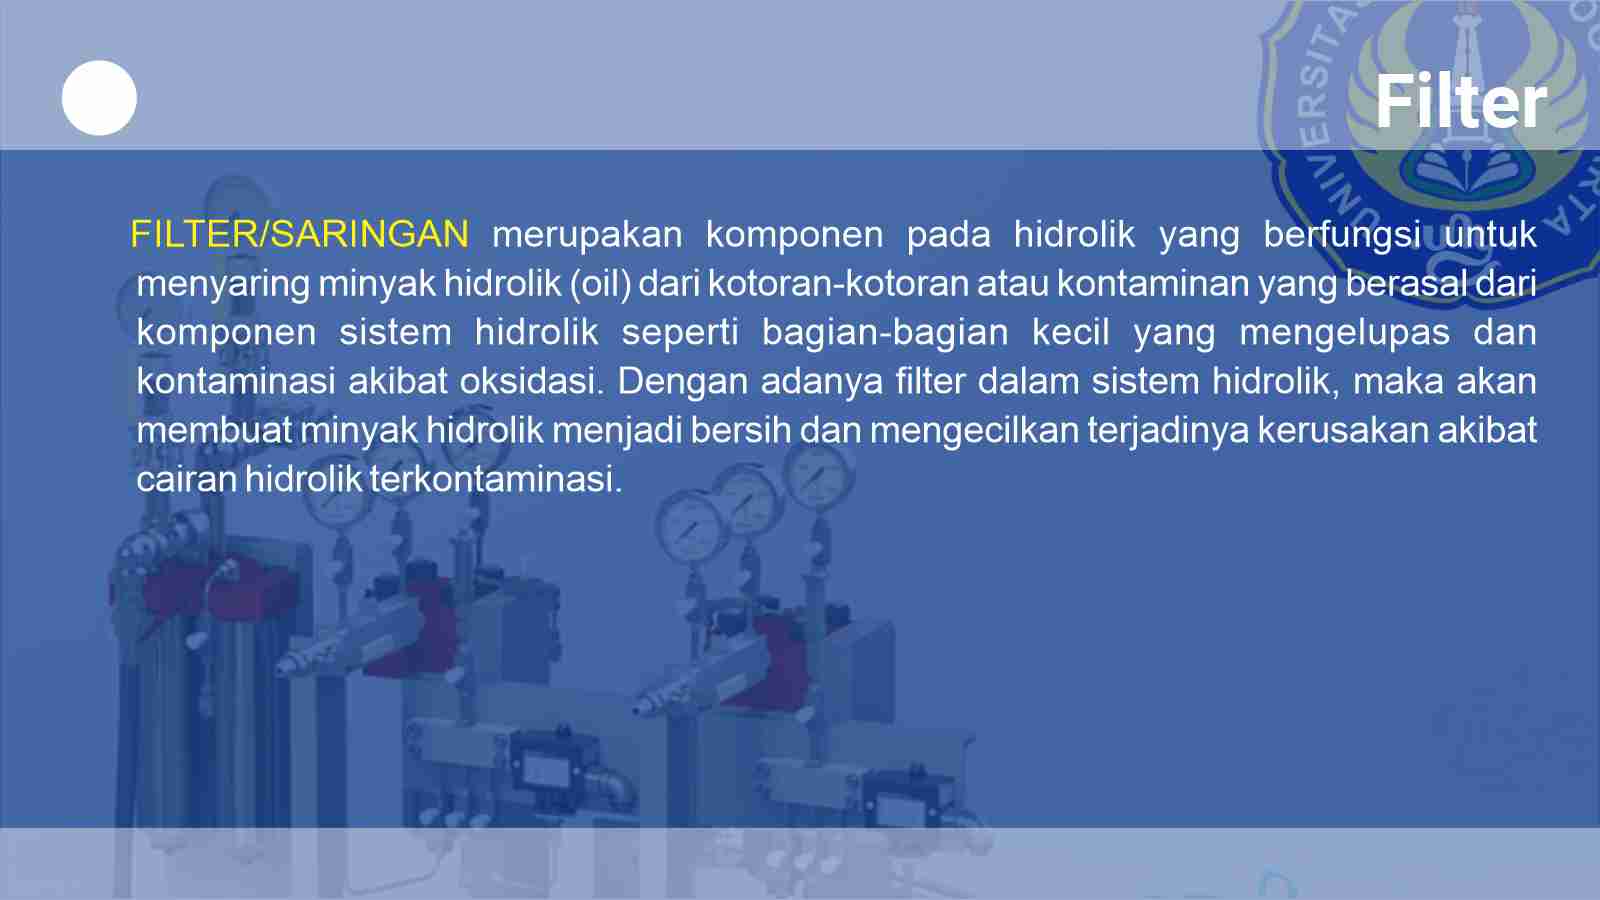 Filter
FILTER/SARINGAN merupakan komponen pada hidrolik yang berfungsi untuk
menyaring minyak hidrolik (oil) dari kotoran-kotoran atau kontaminan yang berasal dari
komponen sistem hidrolik seperti bagian-bagian kecil yang mengelupas dan
kontaminasi akibat oksidasi. Dengan adanya filter dalam sistem hidrolik, maka akan
membuat minyak hidrolik menjadi bersih dan mengecilkan terjadinya kerusakan akibat
cairan hidrolik terkontaminasi.